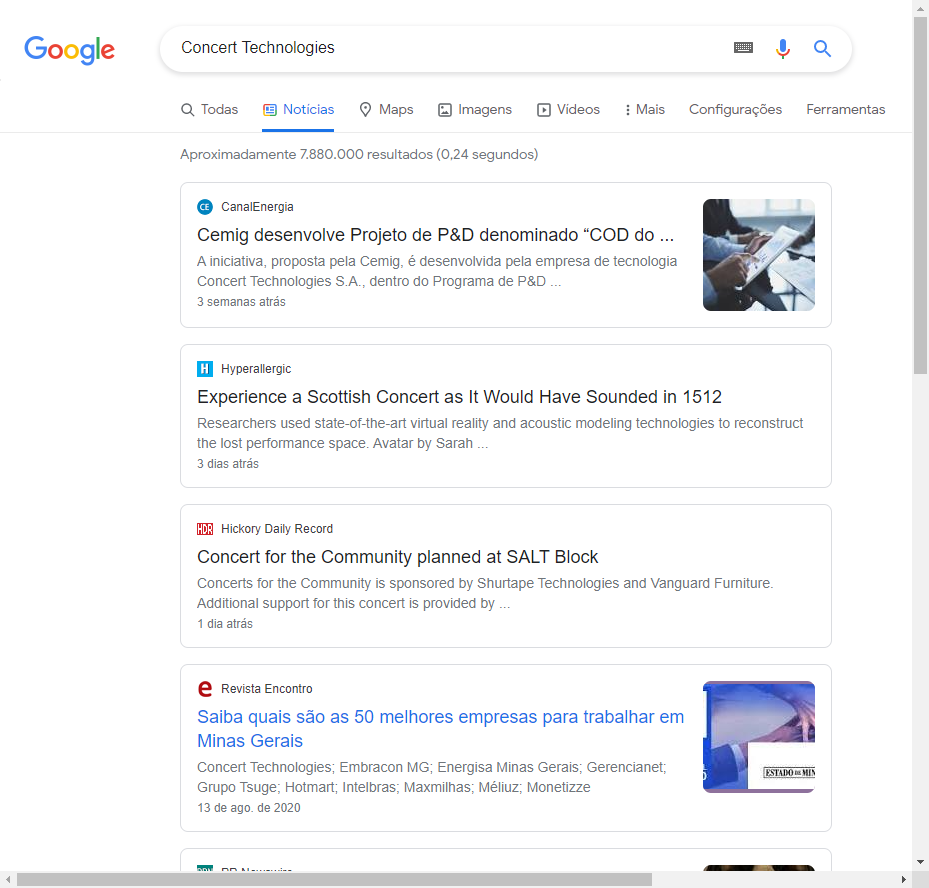 Google
Concert Technologies
Todas Notícias Maps Imagens Vídeos Mais Configurações Ferramentas
Aproximadamente 7.880.000 resultados (0,24 segundos)
CE CanalEnergia
Cemig desenvolve Projeto de P&D denominado “COD do ...
A iniciativa, proposta pela Cemig, é desenvolvida pela empresa de tecnologia
Concert Technologies S.A., dentro do Programa de P&D ...
3 semanas atrás
H Hyperallergic
Experience a Scottish Concert as It Would Have Sounded in 1512
Researchers used state-of-the-art virtual reality and acoustic modeling technologies to reconstruct
the lost performance space. Avatar by Sarah ...
3 dias atrás
HDR Hickory Daily Record
Concert for the Community planned at SALT Block
Concerts for the Community is sponsored by Shurtape Technologies and Vanguard Furniture.
Additional support for this concert is provided by ...
1 dia atrás
e Revista Encontro
Saiba quais são as 50 melhores empresas para trabalhar em
Minas Gerais
Concert Technologies; Embracon MG; Energisa Minas Gerais; Gerencianet;
Grupo Tsuge; Hotmart; Intelbras; Maxmilhas; Méliuz; Monetizze
13 de ago. de 2020
ESTADO DE MIN
PR Newswire